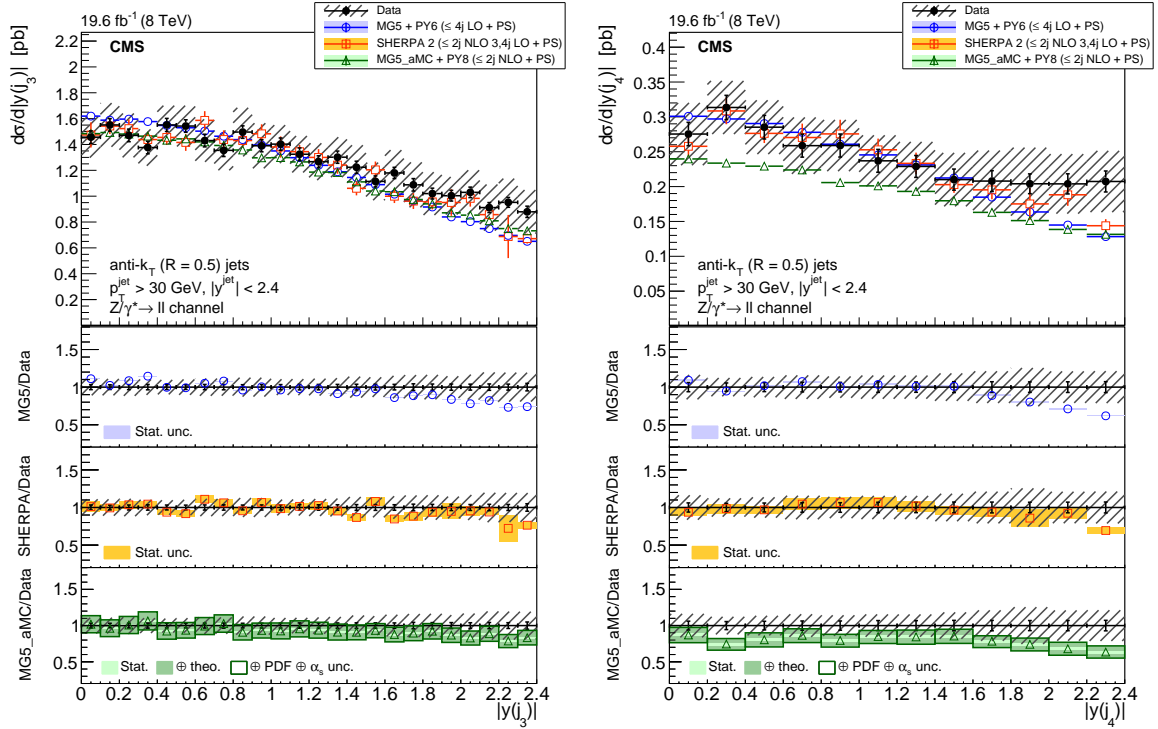 19.6 fb⁻¹ (8 TeV)
Data
MG5 + PY6 (≤ 4j LO + PS)
SHERPA 2 (≤ 2j NLO 3,4j LO + PS)
MG5_aMC + PY8 (≤ 2j NLO + PS)
CMS
dσ/d|y(j₃)| [pb]
2.2
2
1.8
1.6
1.4
1.2
1
0.8
0.6
0.4
0.2
anti-k_T (R = 0.5) jets
p_T^jet > 30 GeV, |y^jet| < 2.4
Z/γ* → ll channel
MG5/Data
1.5
1
0.5
Stat. unc.
SHERPA/Data
1.5
1
0.5
Stat. unc.
MG5_aMC/Data
1.5
1
0.5
Stat. ⊕ theo. ⊕ PDF ⊕ α_s unc.
0 0.2 0.4 0.6 0.8 1 1.2 1.4 1.6 1.8 2 2.2 2.4
|y(j₃)|
19.6 fb⁻¹ (8 TeV)
Data
MG5 + PY6 (≤ 4j LO + PS)
SHERPA 2 (≤ 2j NLO 3,4j LO + PS)
MG5_aMC + PY8 (≤ 2j NLO + PS)
CMS
dσ/d|y(j₄)| [pb]
0.4
0.35
0.3
0.25
0.2
0.15
0.1
0.05
anti-k_T (R = 0.5) jets
p_T^jet > 30 GeV, |y^jet| < 2.4
Z/γ* → ll channel
MG5/Data
1.5
1
0.5
Stat. unc.
SHERPA/Data
1.5
1
0.5
Stat. unc.
MG5_aMC/Data
1.5
1
0.5
Stat. ⊕ theo. ⊕ PDF ⊕ α_s unc.
0 0.2 0.4 0.6 0.8 1 1.2 1.4 1.6 1.8 2 2.2 2.4
|y(j₄)|